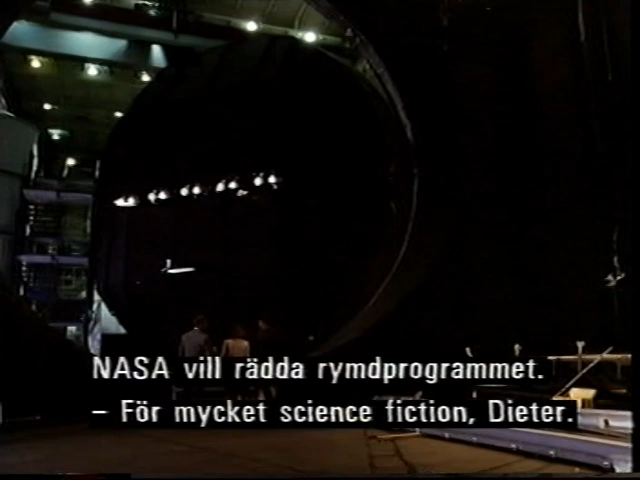 NASA vill rädda rymdprogrammet.
– För mycket science fiction, Dieter.